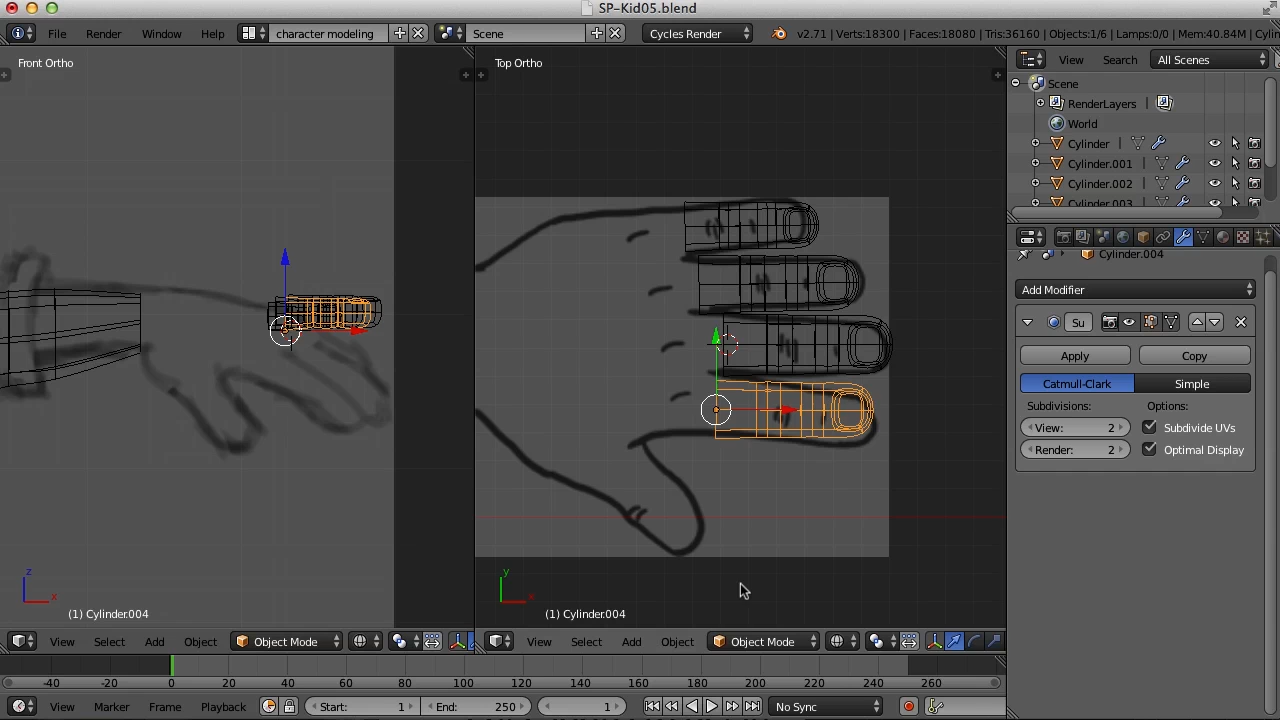 SP-Kid05.blend
File Render Window Help character modeling Scene Cycles Render v2.71 | Verts:18300 | Faces:18080 | Tris:36160 | Objects:1/6 | Lamps:0/0 | Mem:40.84M | Cylin
Front Ortho
Top Ortho
View Search All Scenes
Scene
RenderLayers
World
Cylinder
Cylinder.001
Cylinder.002
Cylinder.003
Cylinder.004
Add Modifier
Su
Apply Copy
Catmull-Clark Simple
Subdivisions: Options:
View: 2 Subdivide UVs
Render: 2 Optimal Display
z
x
(1) Cylinder.004
y
x
(1) Cylinder.004
View Select Add Object Object Mode
View Select Add Object Object Mode
-40 -20 0 20 40 60 80 100 120 140 160 180 200 220 240 260
View Marker Frame Playback Start: 1 End: 250 1 No Sync